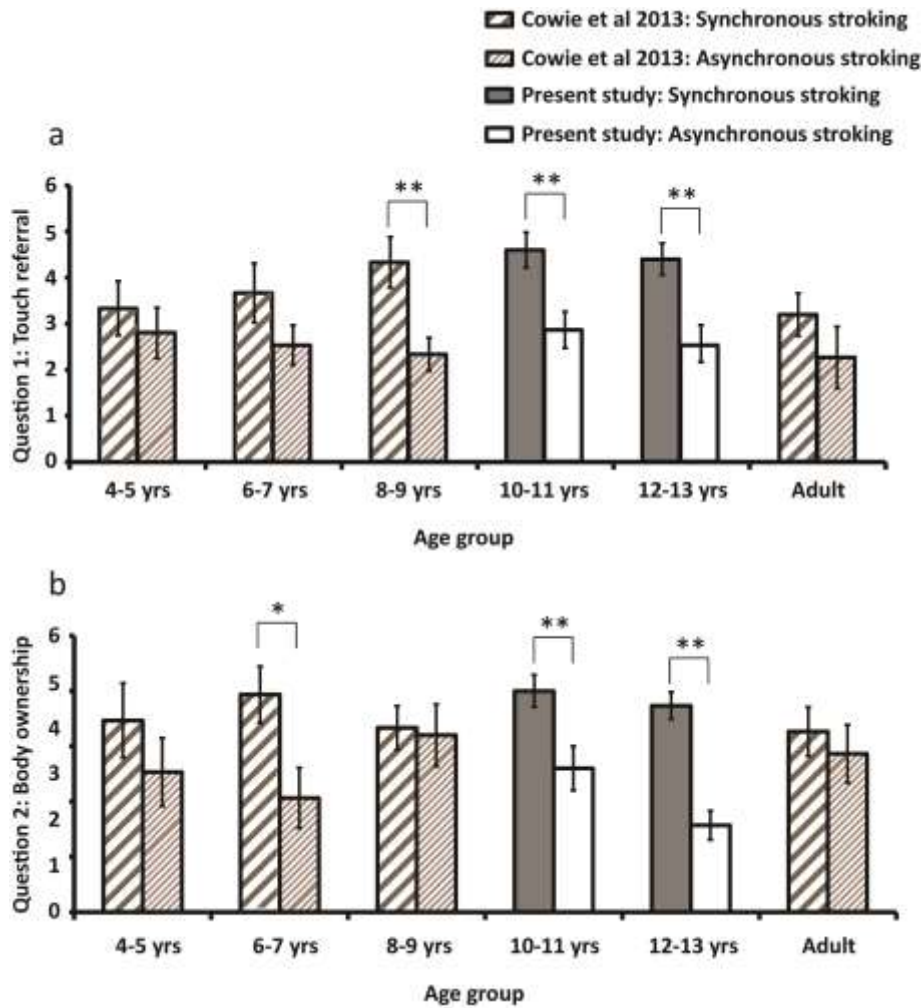 Cowie et al 2013: Synchronous stroking
Cowie et al 2013: Asynchronous stroking
Present study: Synchronous stroking
Present study: Asynchronous stroking
a
Question 1: Touch referral
6
5
4
3
2
1
0
**
**
**
4-5 yrs 6-7 yrs 8-9 yrs 10-11 yrs 12-13 yrs Adult
Age group
b
Question 2: Body ownership
6
5
4
3
2
1
0
*
**
**
4-5 yrs 6-7 yrs 8-9 yrs 10-11 yrs 12-13 yrs Adult
Age group